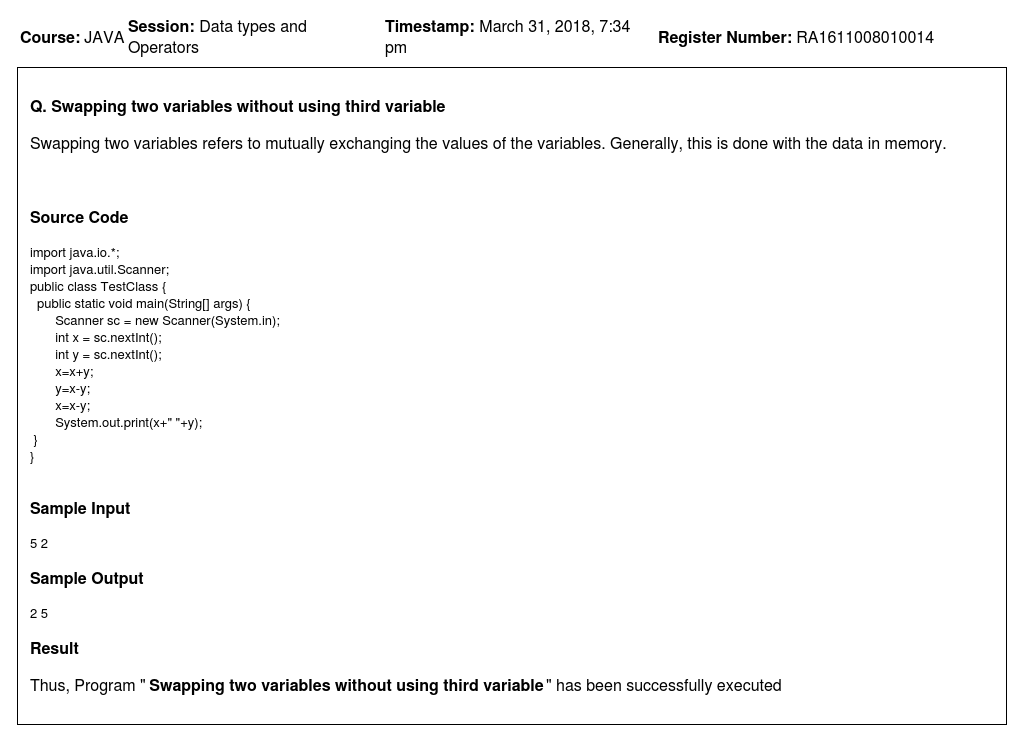 Course: JAVA Session: Data types and Operators Timestamp: March 31, 2018, 7:34 pm Register Number: RA1611008010014
Q. Swapping two variables without using third variable
Swapping two variables refers to mutually exchanging the values of the variables. Generally, this is done with the data in memory.
Source Code
import java.io.*;
import java.util.Scanner;
public class TestClass {
  public static void main(String[] args) {
       Scanner sc = new Scanner(System.in);
       int x = sc.nextInt();
       int y = sc.nextInt();
       x=x+y;
       y=x-y;
       x=x-y;
       System.out.print(x+" "+y);
 }
}
Sample Input
5 2
Sample Output
2 5
Result
Thus, Program " Swapping two variables without using third variable " has been successfully executed